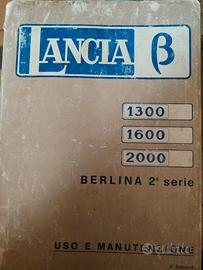 LANCIA β
1300
1600
2000
BERLINA 2ª serie
USO E MANUTENZIONE